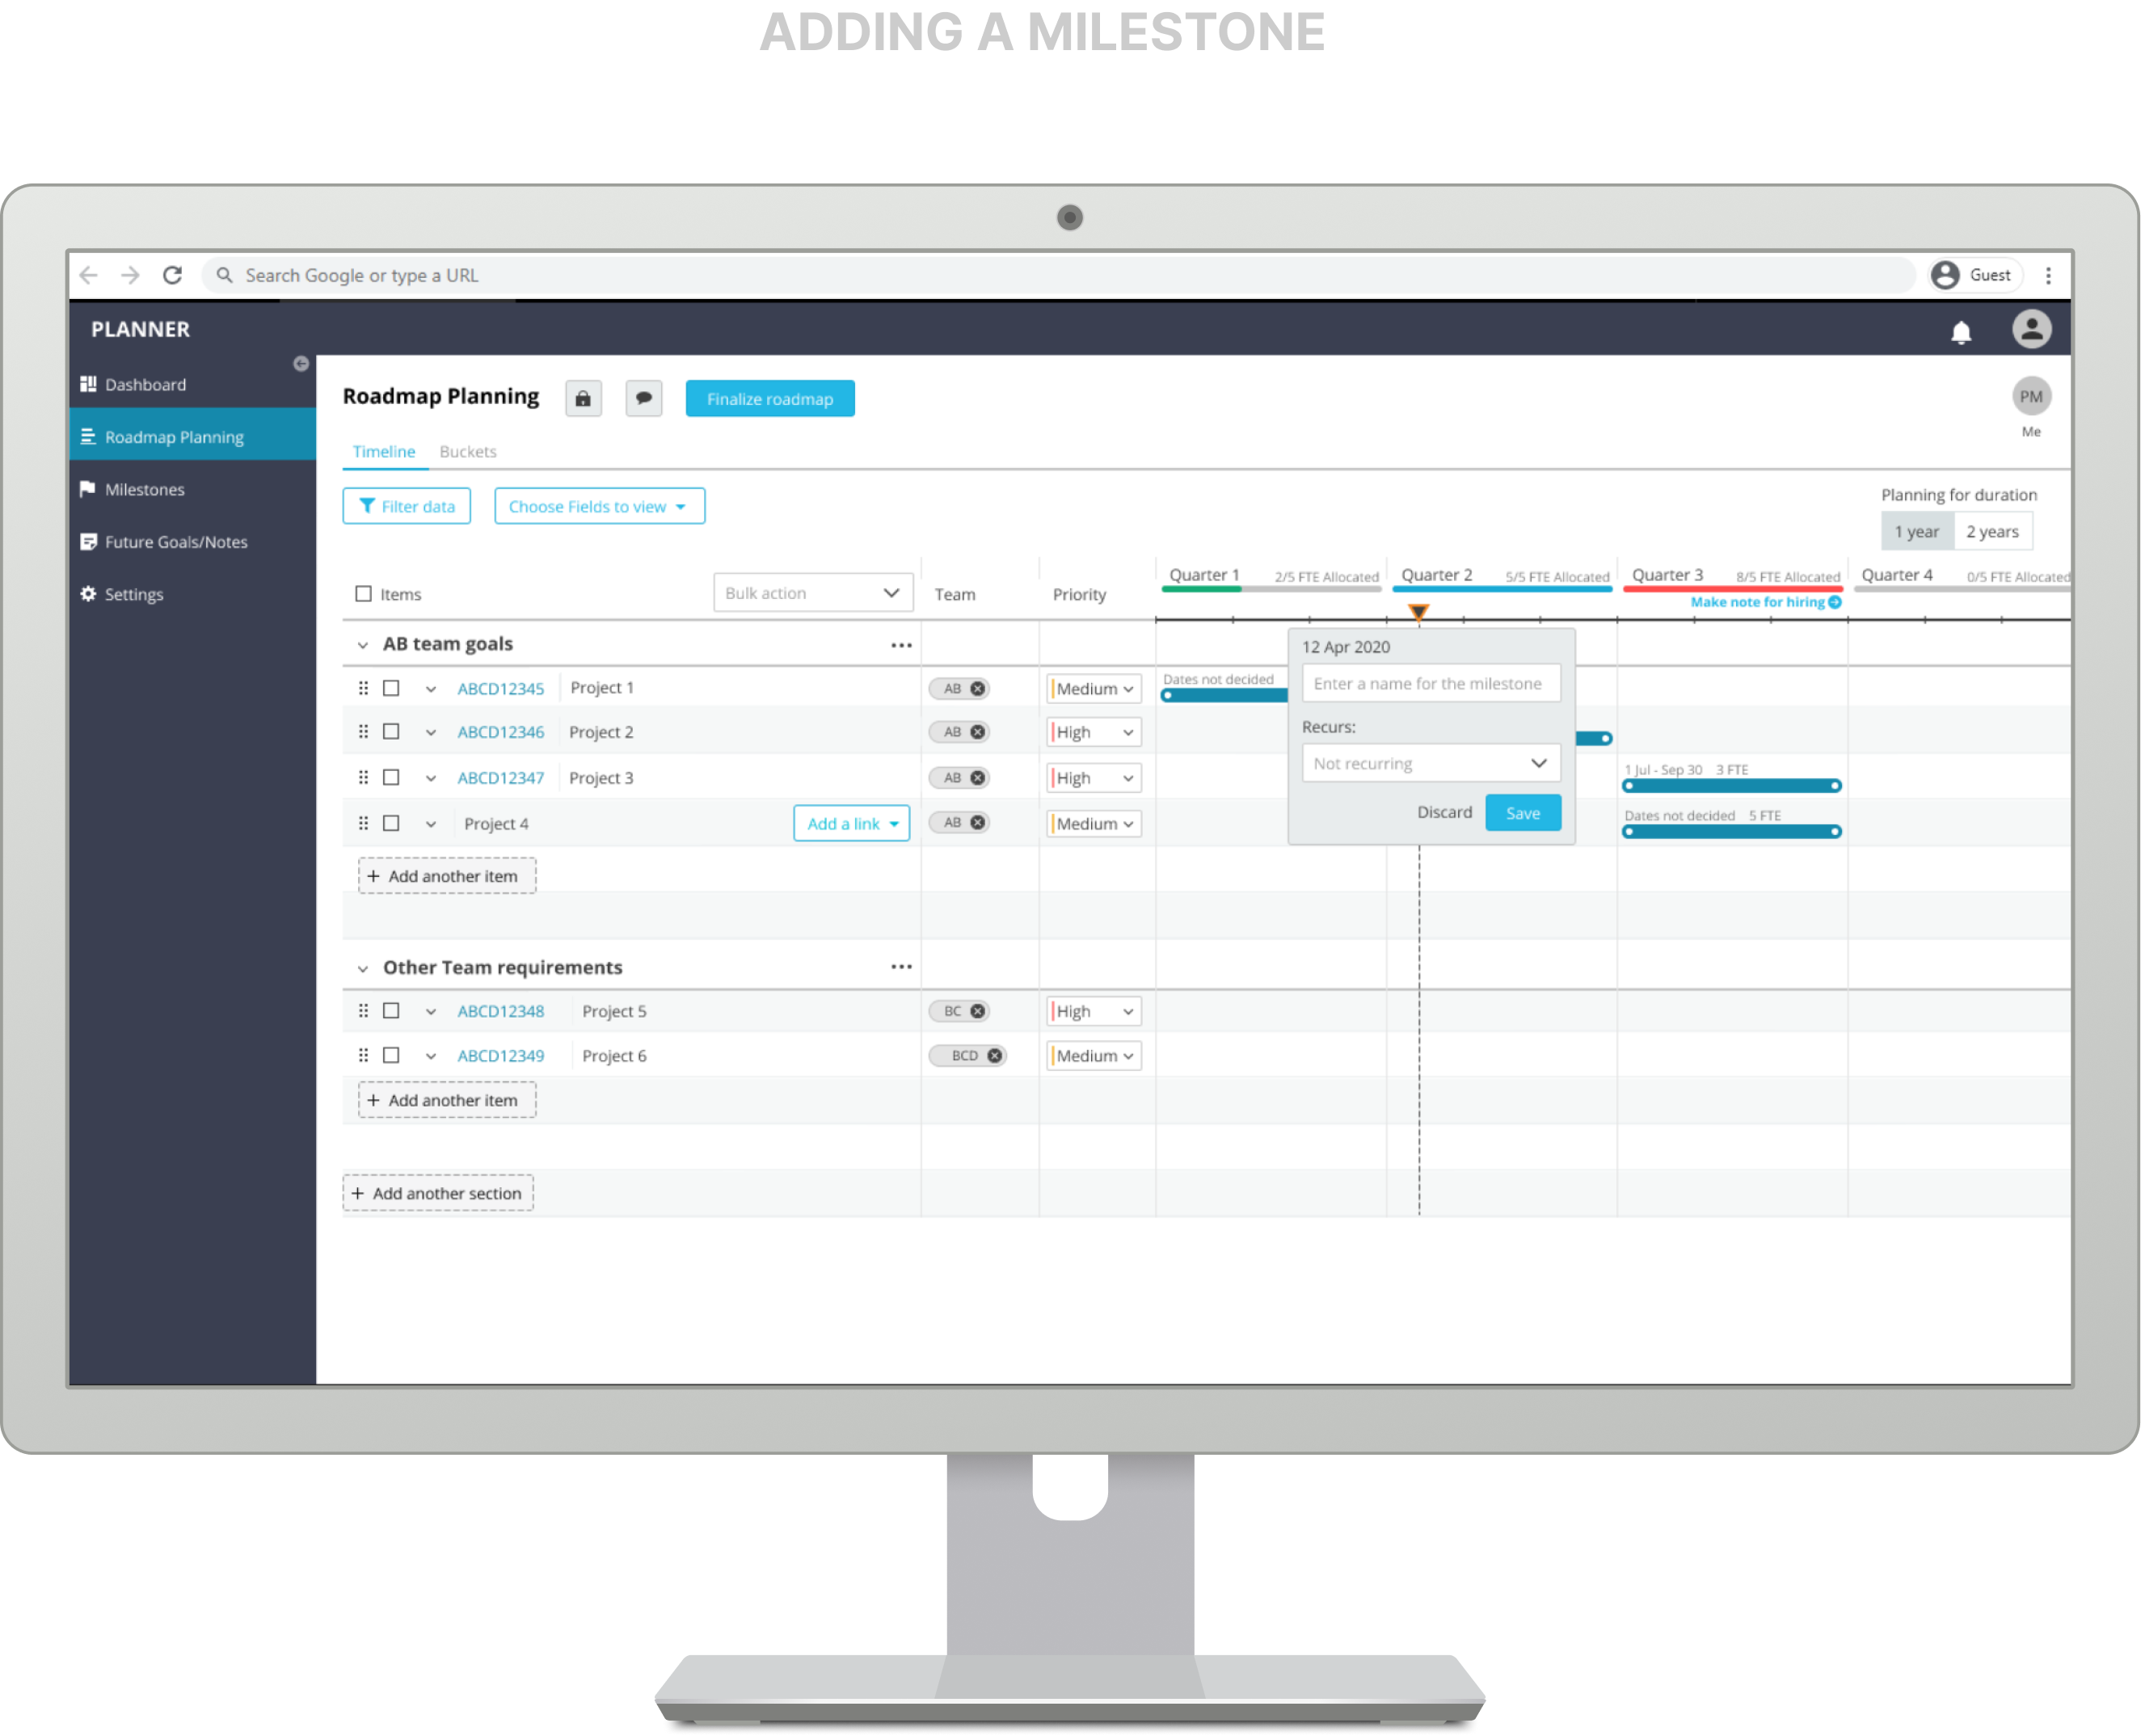 ADDING A MILESTONE
Search Google or type a URL
Guest
PLANNER
Dashboard
Roadmap Planning
Milestones
Future Goals/Notes
Settings
Roadmap Planning
Finalize roadmap
PM
Me
Timeline
Buckets
Filter data
Choose Fields to view
Planning for duration
1 year
2 years
Items
Bulk action
Team
Priority
Quarter 1
2/5 FTE Allocated
Quarter 2
5/5 FTE Allocated
Quarter 3
8/5 FTE Allocated
Make note for hiring
Quarter 4
0/5 FTE Allocated
AB team goals
ABCD12345
Project 1
AB
Medium
Dates not decided
ABCD12346
Project 2
AB
High
ABCD12347
Project 3
AB
High
1 Jul - Sep 30 3 FTE
Project 4
Add a link
AB
Medium
Dates not decided 5 FTE
12 Apr 2020
Enter a name for the milestone
Recurs:
Not recurring
Discard
Save
+ Add another item
Other Team requirements
ABCD12348
Project 5
BC
High
ABCD12349
Project 6
BCD
Medium
+ Add another item
+ Add another section